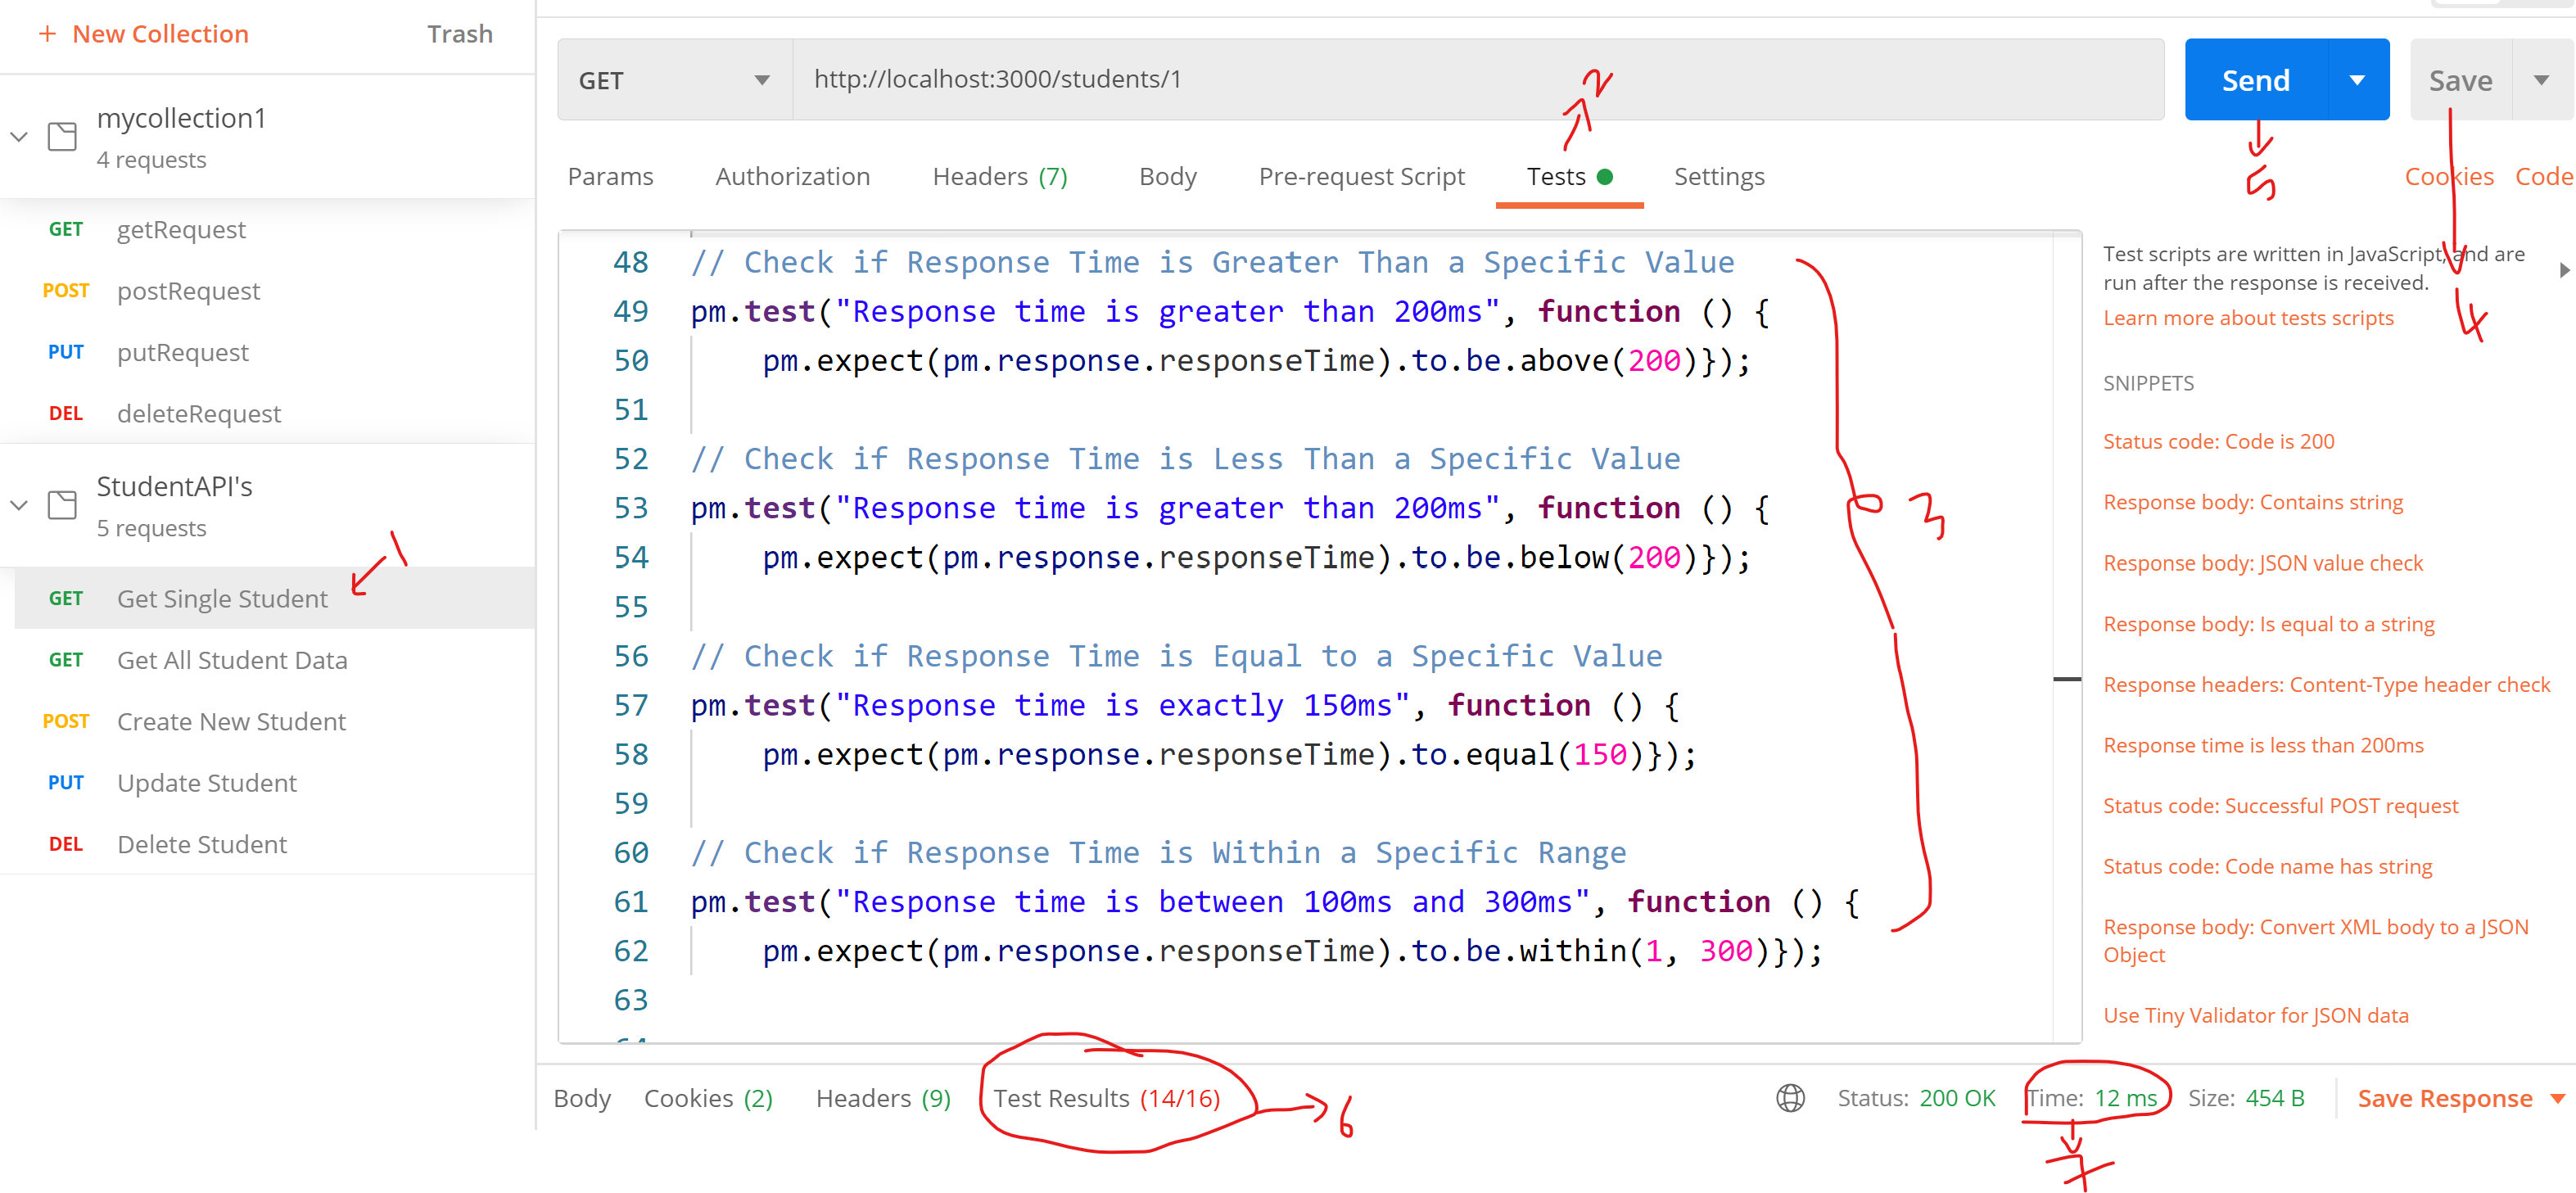 + New Collection
Trash
mycollection1
4 requests
GET getRequest
POST postRequest
PUT putRequest
DEL deleteRequest
StudentAPI's
5 requests
1
GET Get Single Student
GET Get All Student Data
POST Create New Student
PUT Update Student
DEL Delete Student
GET
http://localhost:3000/students/1
2
Send
Save
5
4
Params Authorization Headers (7) Body Pre-request Script Tests Settings
Cookies Code
48 // Check if Response Time is Greater Than a Specific Value
49 pm.test("Response time is greater than 200ms", function () {
50 pm.expect(pm.response.responseTime).to.be.above(200)});
51
52 // Check if Response Time is Less Than a Specific Value
53 pm.test("Response time is greater than 200ms", function () {
54 pm.expect(pm.response.responseTime).to.be.below(200)});
55
56 // Check if Response Time is Equal to a Specific Value
57 pm.test("Response time is exactly 150ms", function () {
58 pm.expect(pm.response.responseTime).to.equal(150)});
59
60 // Check if Response Time is Within a Specific Range
61 pm.test("Response time is between 100ms and 300ms", function () {
62 pm.expect(pm.response.responseTime).to.be.within(1, 300)});
63
3
Test scripts are written in JavaScript, and are
run after the response is received.
Learn more about tests scripts
SNIPPETS
Status code: Code is 200
Response body: Contains string
Response body: JSON value check
Response body: Is equal to a string
Response headers: Content-Type header check
Response time is less than 200ms
Status code: Successful POST request
Status code: Code name has string
Response body: Convert XML body to a JSON
Object
Use Tiny Validator for JSON data
Body Cookies (2) Headers (9) Test Results (14/16)
6
Status: 200 OK Time: 12 ms Size: 454 B Save Response
7